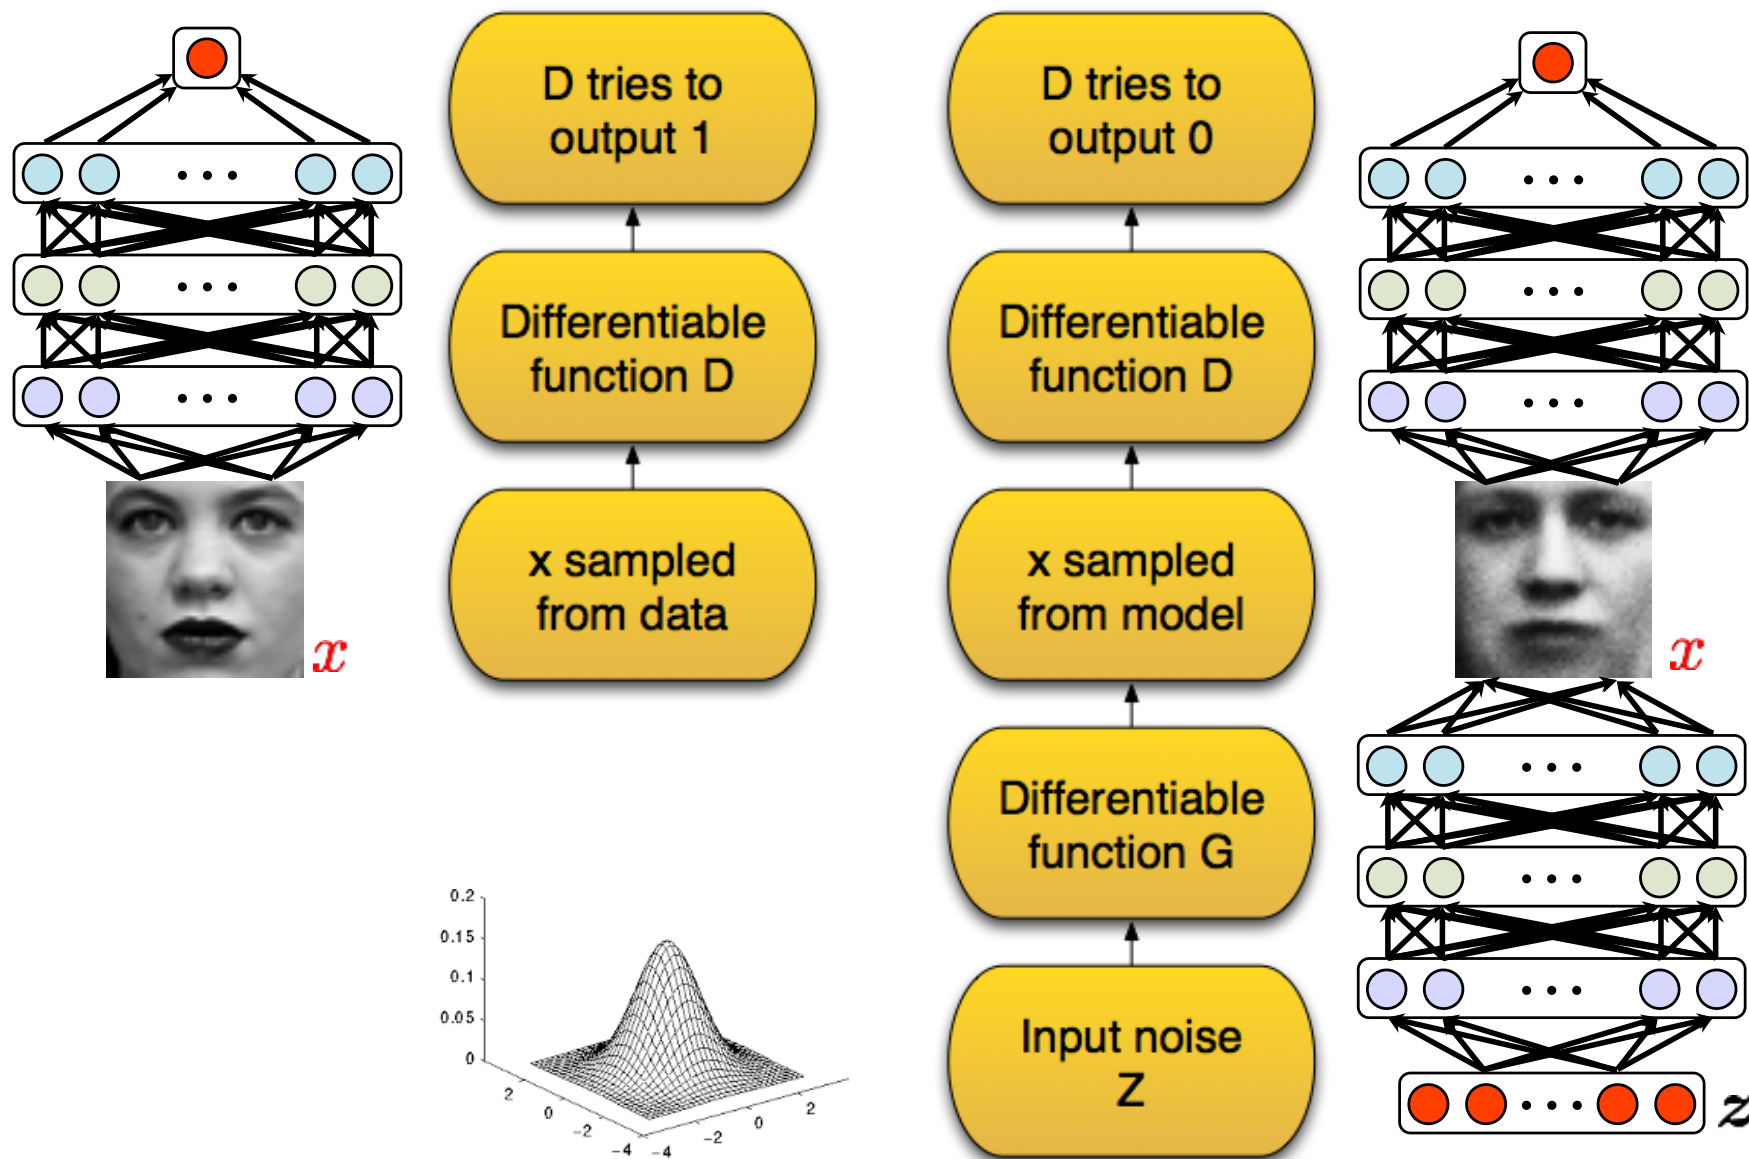 D tries to
output 1
Differentiable
function D
x sampled
from data
x
D tries to
output 0
Differentiable
function D
x sampled
from model
x
Differentiable
function G
Input noise
Z
z
0.2
0.15
0.1
0.05
0
2
0
-2
-4
-4
-2
0
2